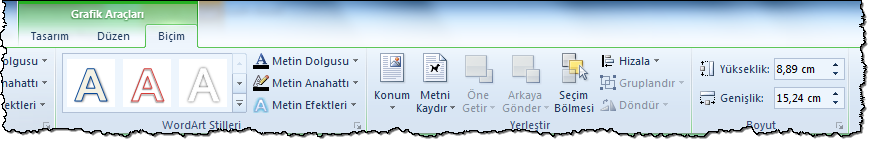 Grafik Araçları
Tasarım Düzen Biçim
olgusu
nahattı
fektleri
A A A
Metin Dolgusu
Metin Anahattı
Metin Efektleri
WordArt Stilleri
Konum
Metni Kaydır
Öne Getir
Arkaya Gönder
Seçim Bölmesi
Hizala
Gruplandır
Döndür
Yerleştir
Yükseklik: 8,89 cm
Genişlik: 15,24 cm
Boyut